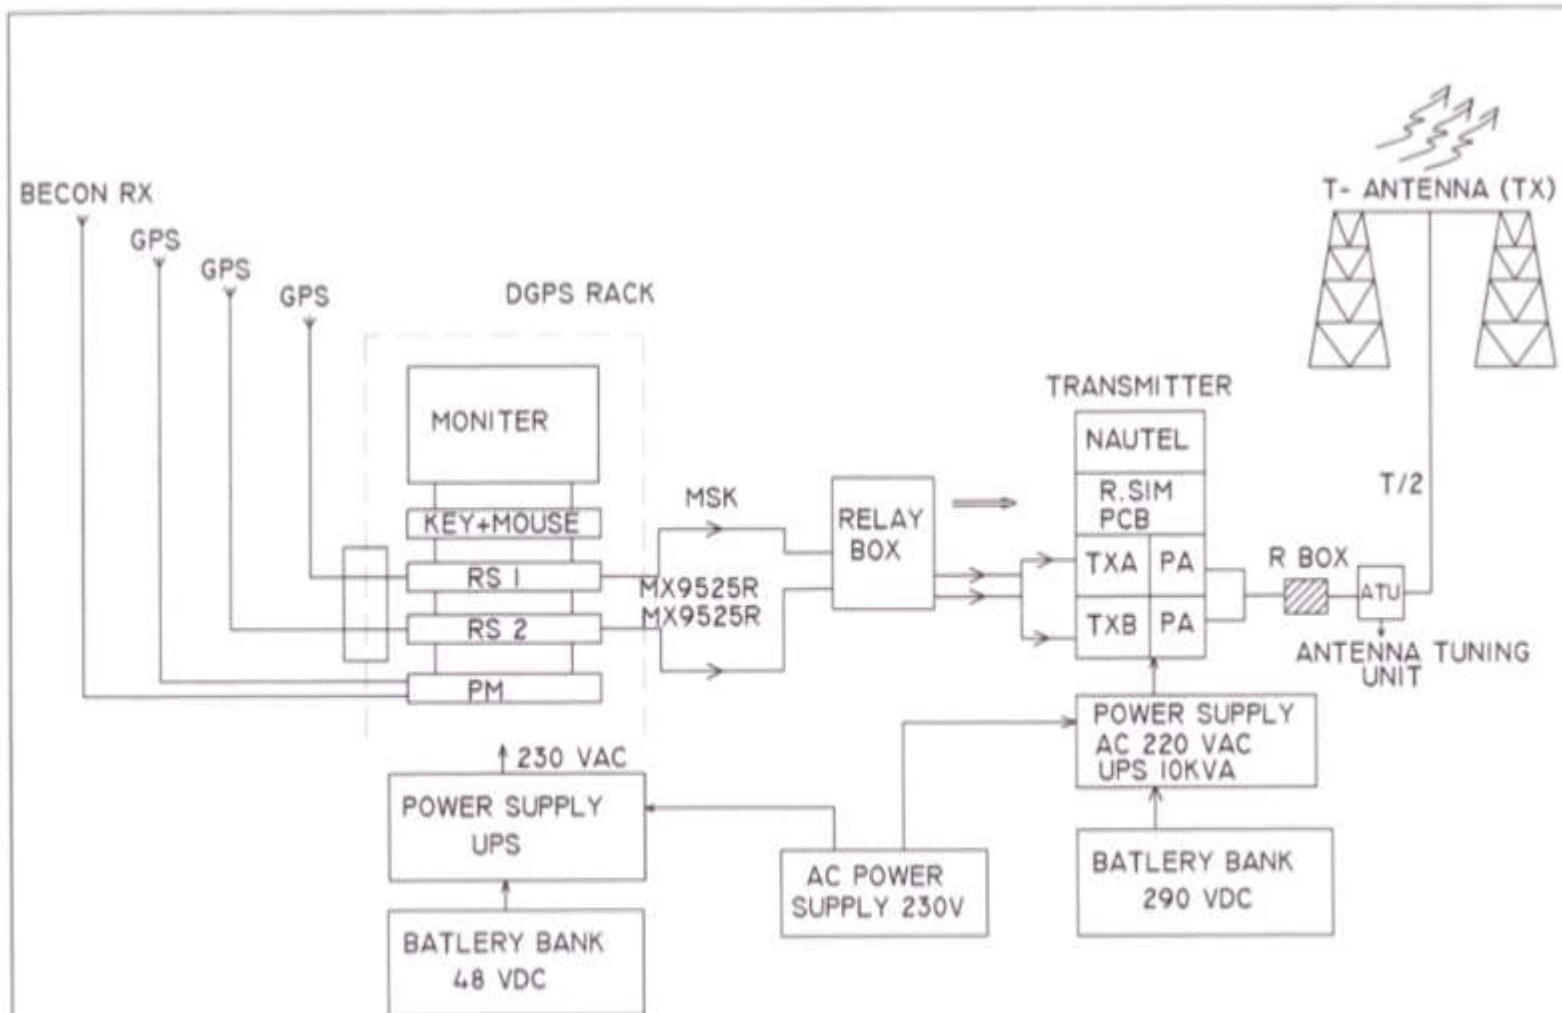 T- ANTENNA (TX)
BECON RX
GPS
GPS
GPS
DGPS RACK
MONITER
KEY+MOUSE
RS 1
RS 2
PM
MSK
MX9525R
MX9525R
RELAY
BOX
TRANSMITTER
NAUTEL
R.SIM
PCB
TXA
PA
TXB
PA
R BOX
T/2
ATU
ANTENNA TUNING
UNIT
230 VAC
POWER SUPPLY
UPS
BATLERY BANK
48 VDC
AC POWER
SUPPLY 230V
POWER SUPPLY
AC 220 VAC
UPS 10KVA
BATLERY BANK
290 VDC